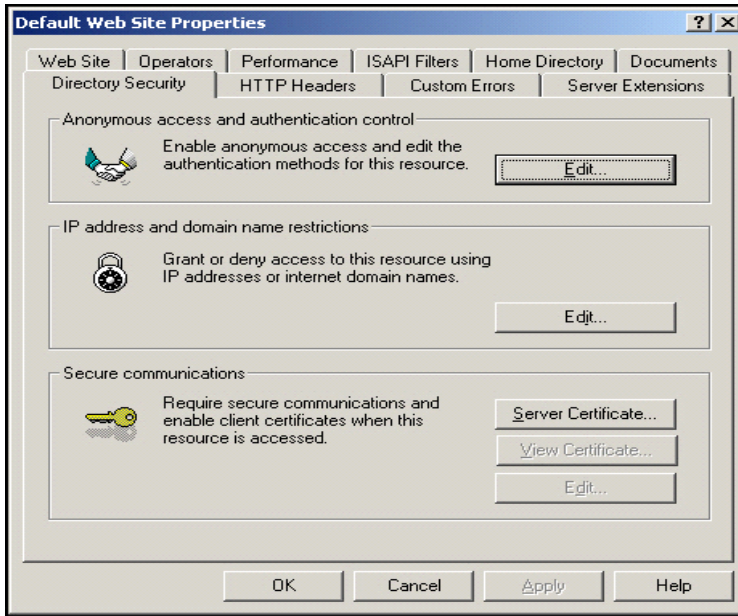 Default Web Site Properties
? X
Web Site Operators Performance ISAPI Filters Home Directory Documents
Directory Security HTTP Headers Custom Errors Server Extensions
Anonymous access and authentication control
Enable anonymous access and edit the
authentication methods for this resource.
Edit...
IP address and domain name restrictions
Grant or deny access to this resource using
IP addresses or internet domain names.
Edit...
Secure communications
Require secure communications and
enable client certificates when this
resource is accessed.
Server Certificate...
View Certificate...
Edit...
OK Cancel Apply Help